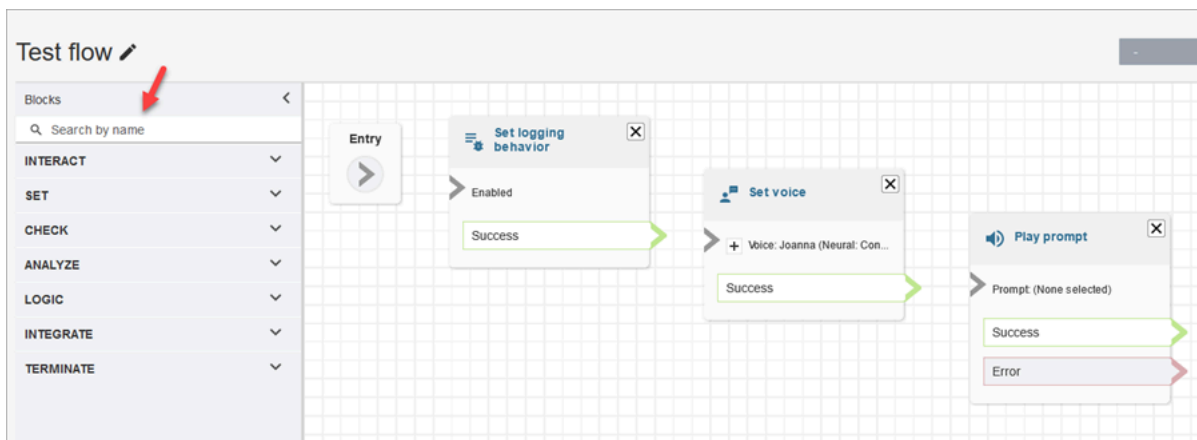 Test flow
-
Blocks
Search by name
INTERACT
SET
CHECK
ANALYZE
LOGIC
INTEGRATE
TERMINATE
Entry
Set logging
behavior
Enabled
Success
Set voice
Voice: Joanna (Neural: Con...
Success
Play prompt
Prompt: (None selected)
Success
Error